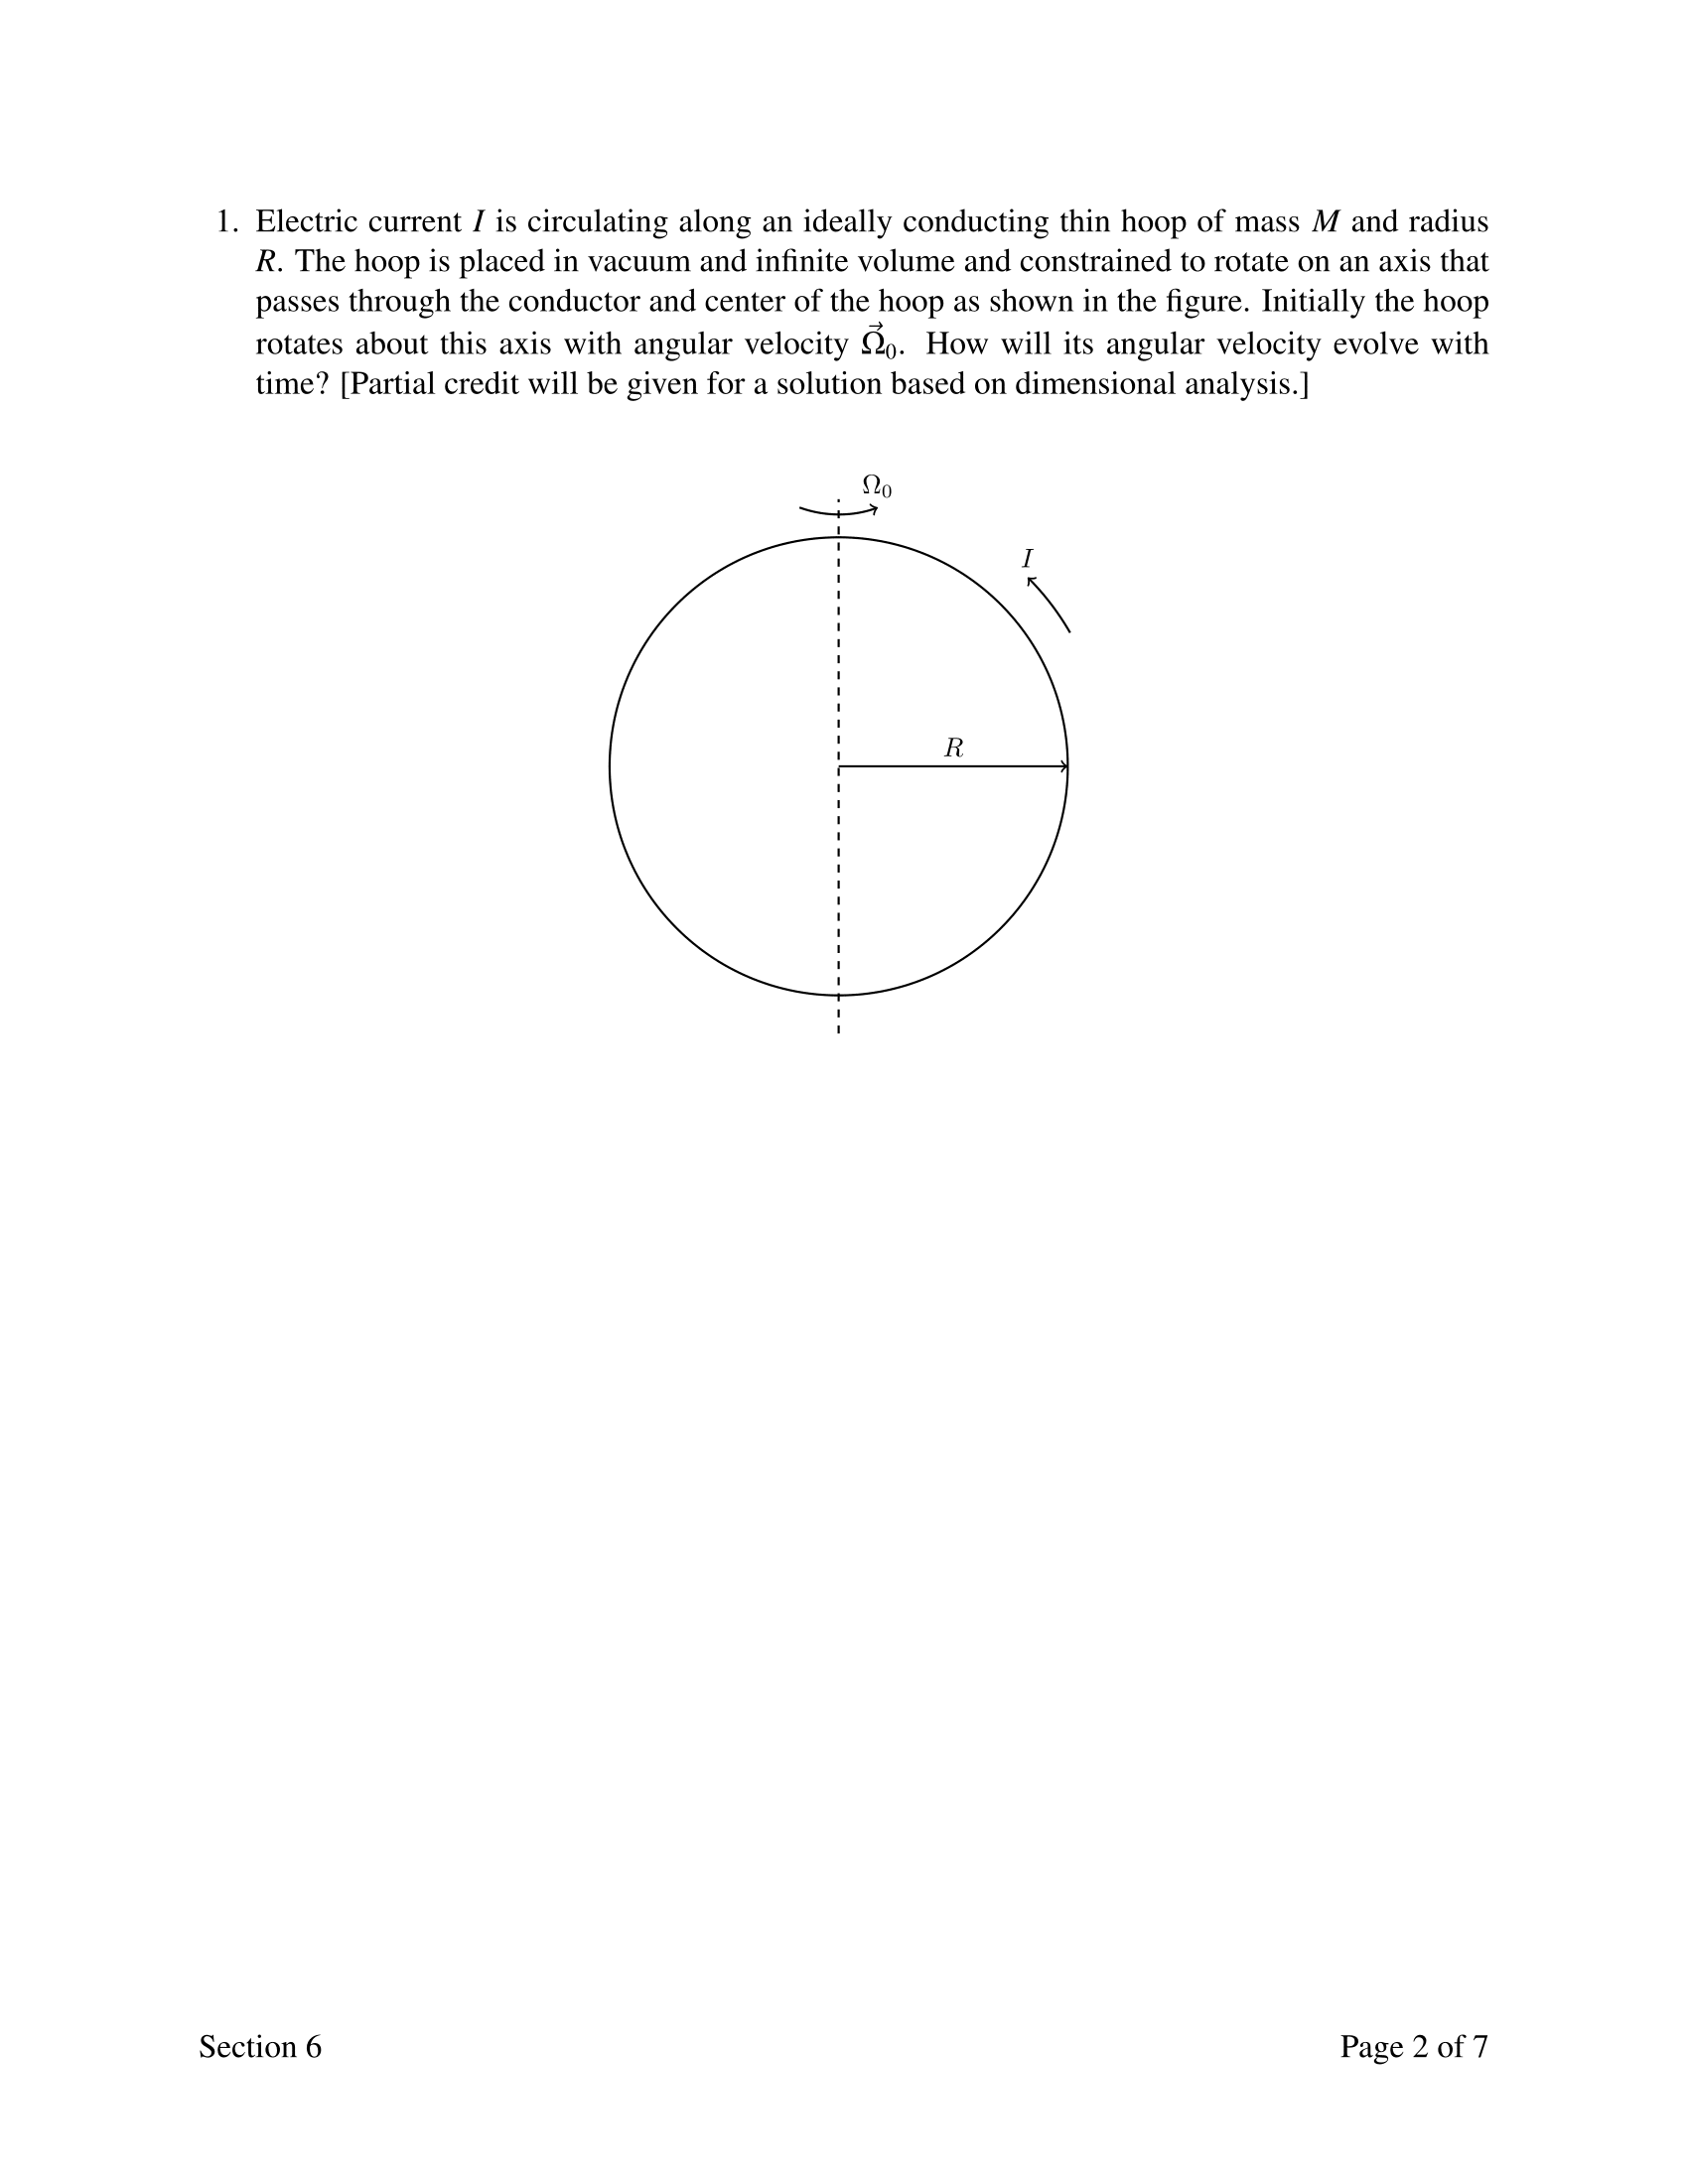 1. Electric current I is circulating along an ideally conducting thin hoop of mass M and radius
R. The hoop is placed in vacuum and infinite volume and constrained to rotate on an axis that
passes through the conductor and center of the hoop as shown in the figure. Initially the hoop
rotates about this axis with angular velocity $\vec{\Omega}_0$. How will its angular velocity evolve with
time? [Partial credit will be given for a solution based on dimensional analysis.]
Ω₀
I
R
Section 6
Page 2 of 7